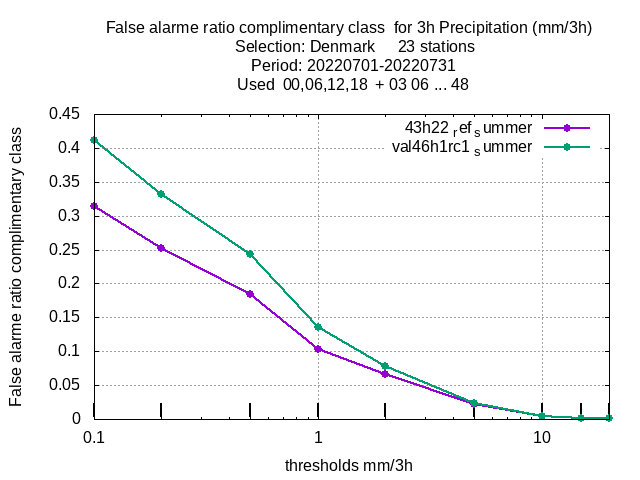 False alarme ratio complimentary class for 3h Precipitation (mm/3h)
Selection: Denmark 23 stations
Period: 20220701-20220731
Used 00,06,12,18 + 03 06 ... 48
43h22 ref summer
val46h1rc1 summer
False alarme ratio complimentary class
0.45
0.4
0.35
0.3
0.25
0.2
0.15
0.1
0.05
0
0.1 1 10
thresholds mm/3h